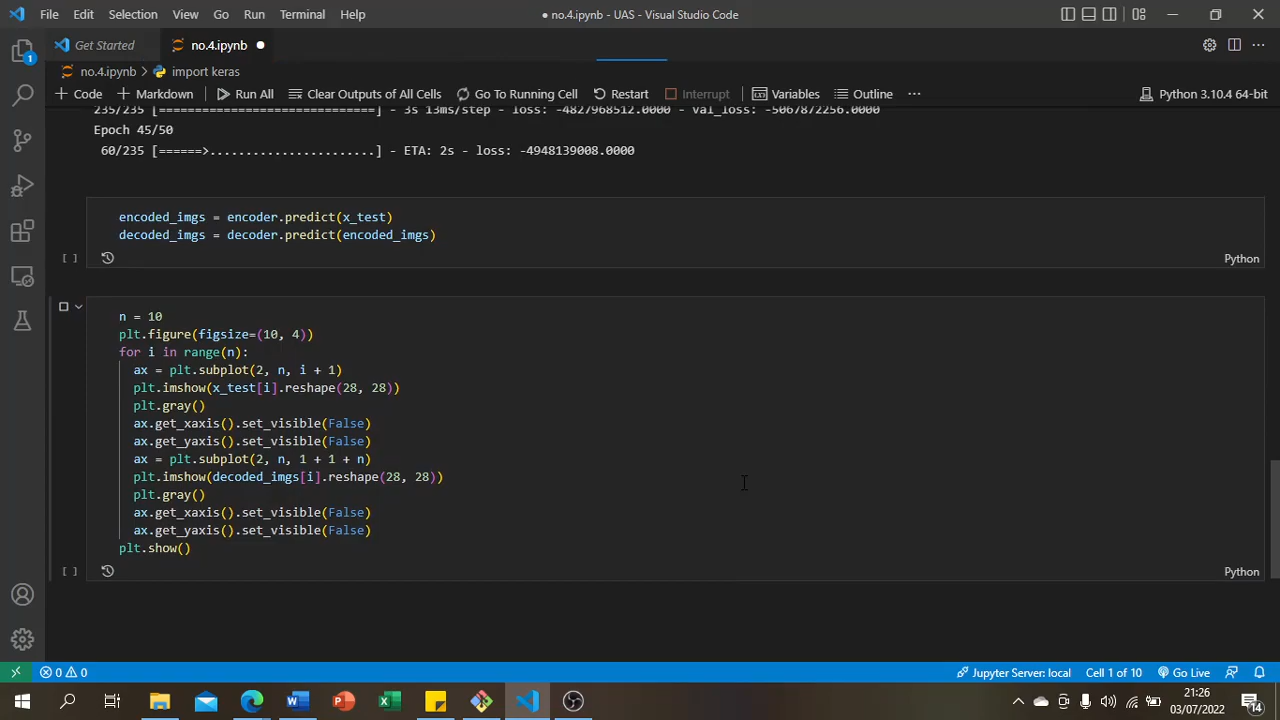 File Edit Selection View Go Run Terminal Help
● no.4.ipynb - UAS - Visual Studio Code
Get Started
no.4.ipynb ●
no.4.ipynb > import keras
+ Code + Markdown Run All Clear Outputs of All Cells Go To Running Cell Restart Interrupt Variables Outline ... Python 3.10.4 64-bit
235/235 [==============================] - 3s 13ms/step - loss: -4827968512.0000 - val_loss: -5067872256.0000
Epoch 45/50
60/235 [======>.......................] - ETA: 2s - loss: -4948139008.0000
encoded_imgs = encoder.predict(x_test)
decoded_imgs = decoder.predict(encoded_imgs)
[ ]
Python
n = 10
plt.figure(figsize=(10, 4))
for i in range(n):
ax = plt.subplot(2, n, i + 1)
plt.imshow(x_test[i].reshape(28, 28))
plt.gray()
ax.get_xaxis().set_visible(False)
ax.get_yaxis().set_visible(False)
ax = plt.subplot(2, n, 1 + 1 + n)
plt.imshow(decoded_imgs[i].reshape(28, 28))
plt.gray()
ax.get_xaxis().set_visible(False)
ax.get_yaxis().set_visible(False)
plt.show()
[ ]
Python
1
0 0
Jupyter Server: local Cell 1 of 10 Go Live
21:26
03/07/2022
14